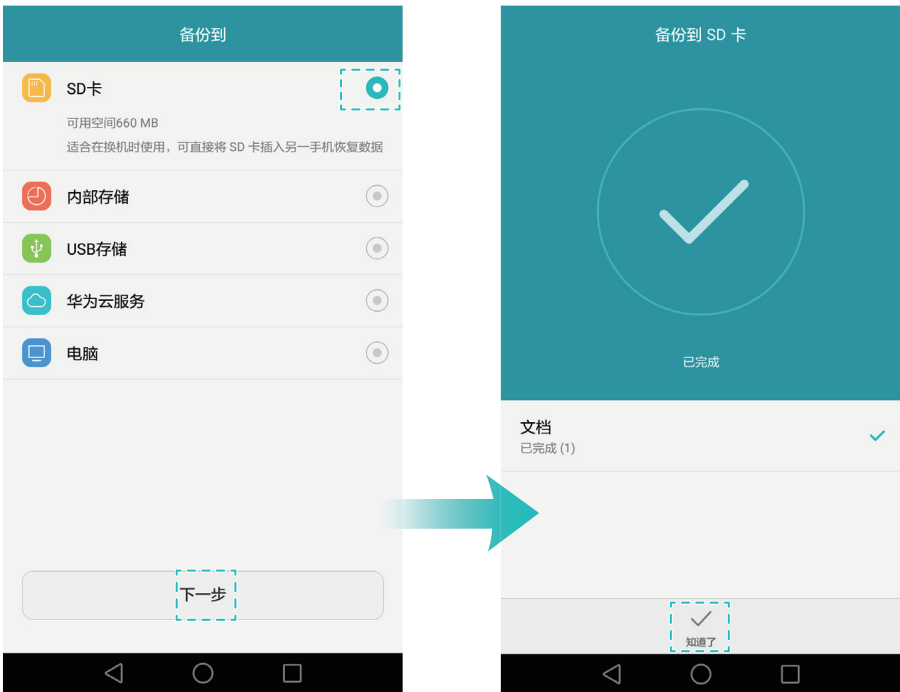 备份到
SD卡
可用空间660 MB
适合在换机时使用，可直接将 SD 卡插入另一手机恢复数据
内部存储
USB存储
华为云服务
电脑
下一步
备份到 SD 卡
已完成
文档
已完成 (1)
知道了